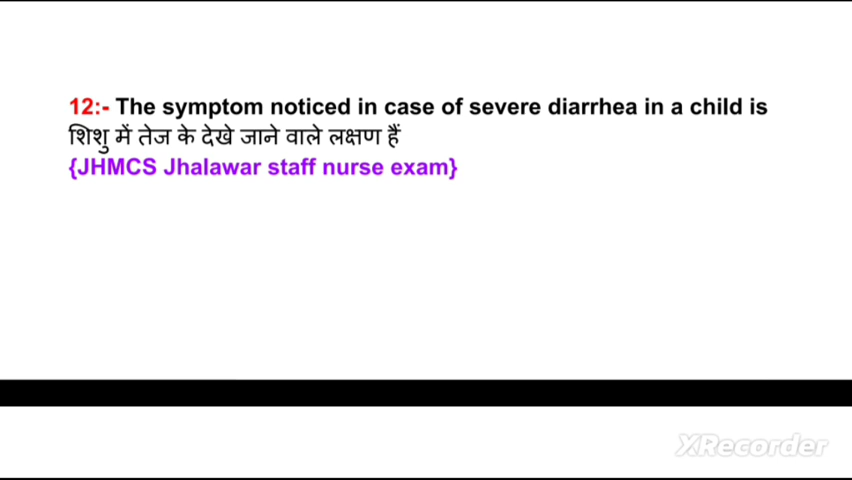 12:- The symptom noticed in case of severe diarrhea in a child is
शिशु में तेज के देखे जाने वाले लक्षण हैं
{JHMCS Jhalawar staff nurse exam}
XRecorder